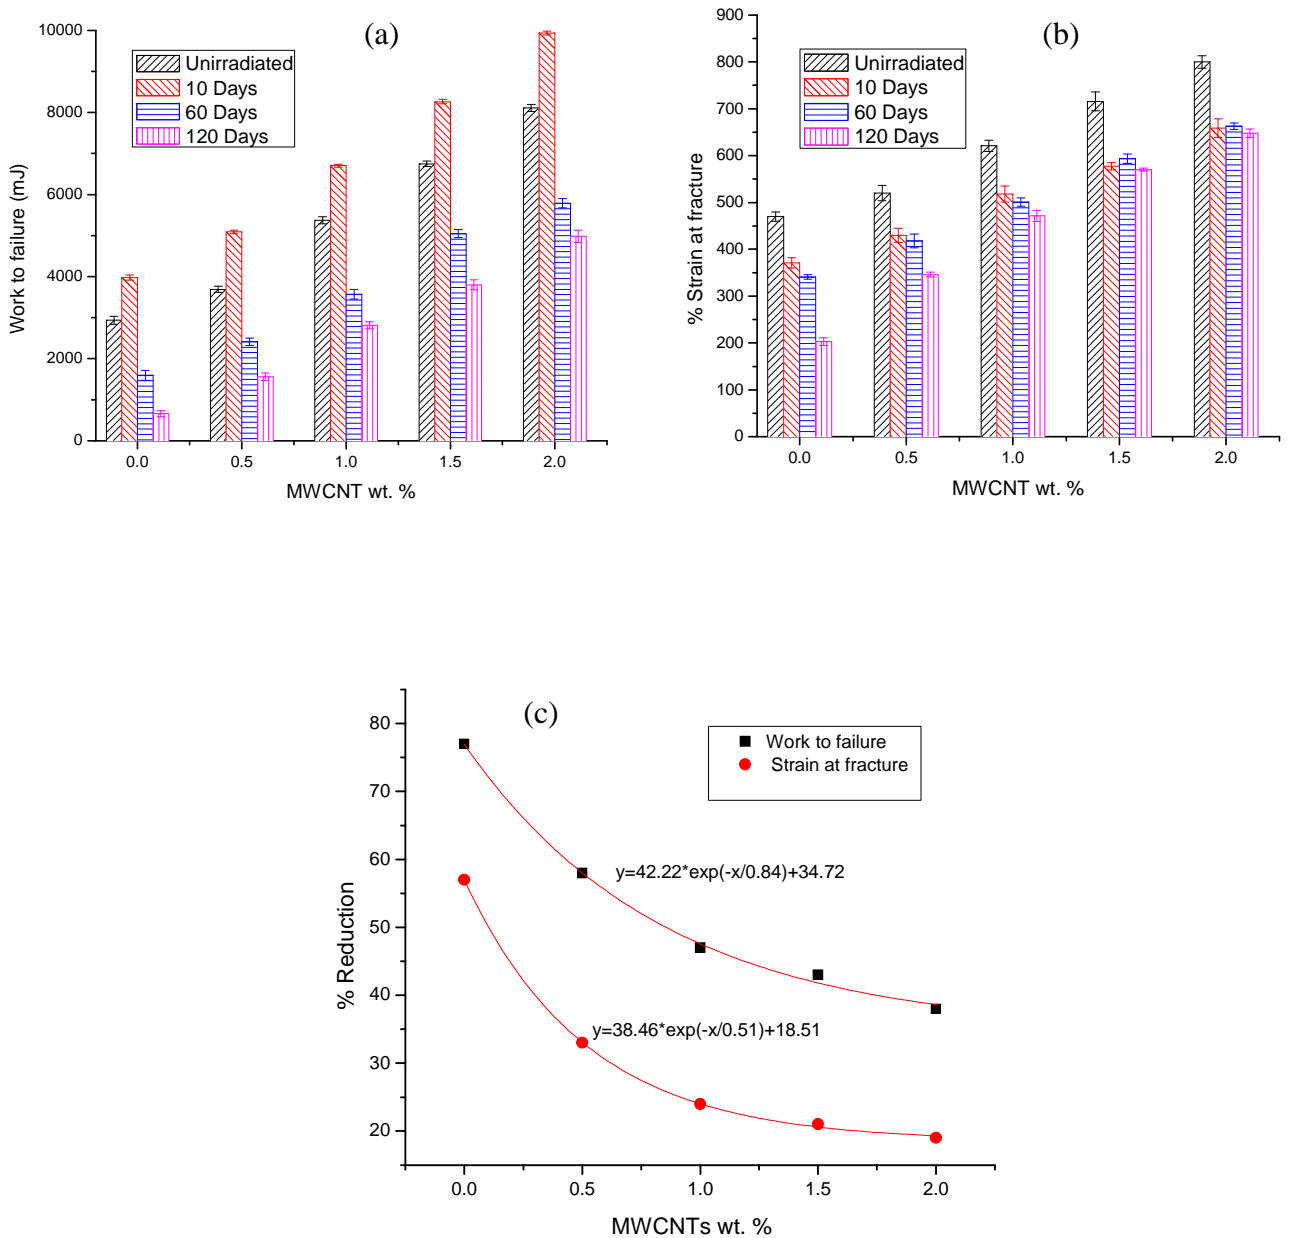 (a)
Unirradiated
10 Days
60 Days
120 Days
10000
8000
6000
4000
2000
0
Work to failure (mJ)
0.0 0.5 1.0 1.5 2.0
MWCNT wt. %
(b)
Unirradiated
10 Days
60 Days
120 Days
900
800
700
600
500
400
300
200
100
0
% Strain at fracture
0.0 0.5 1.0 1.5 2.0
MWCNT wt. %
(c)
Work to failure
Strain at fracture
80
70
60
50
40
30
20
% Reduction
y=42.22*exp(-x/0.84)+34.72
y=38.46*exp(-x/0.51)+18.51
0.0 0.5 1.0 1.5 2.0
MWCNTs wt. %